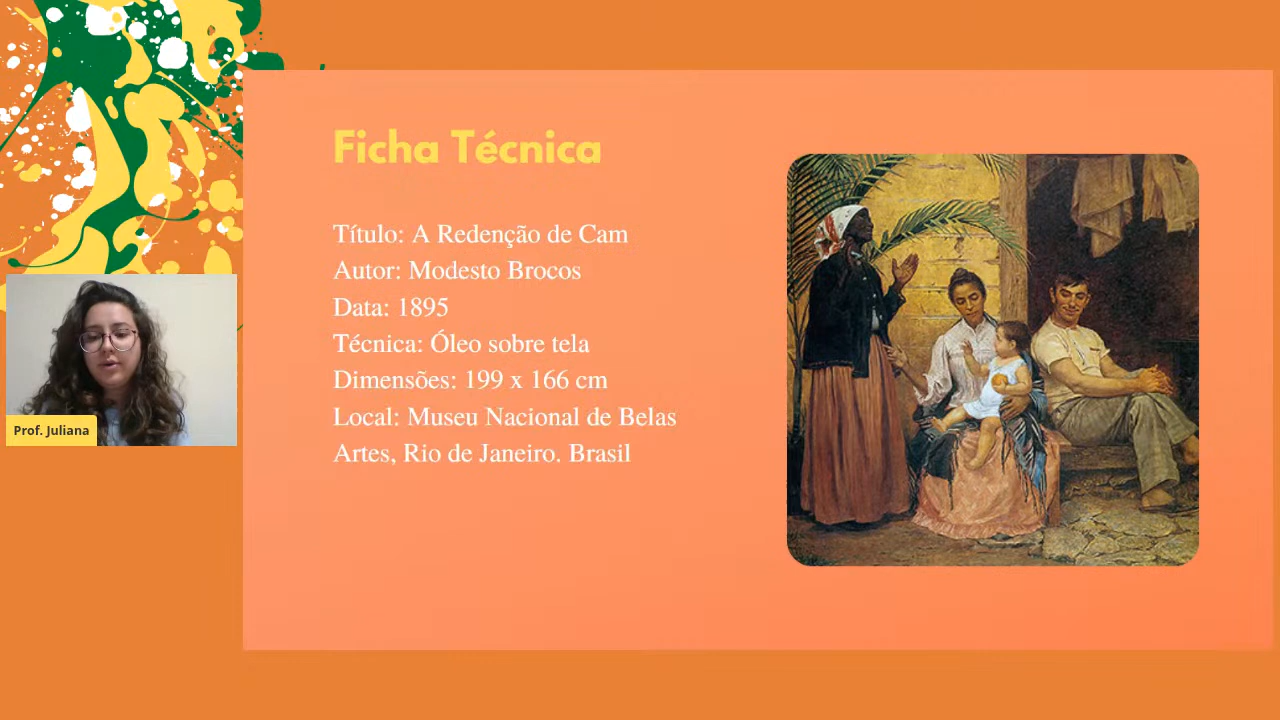 Ficha Técnica
Título: A Redenção de Cam
Autor: Modesto Brocos
Data: 1895
Técnica: Óleo sobre tela
Dimensões: 199 x 166 cm
Local: Museu Nacional de Belas
Artes, Rio de Janeiro. Brasil
Prof. Juliana